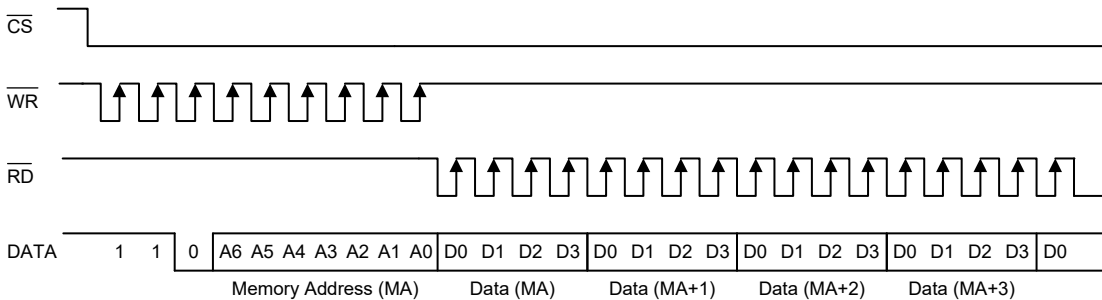 CS
WR
RD
DATA 1 1 0 A6 A5 A4 A3 A2 A1 A0 D0 D1 D2 D3 D0 D1 D2 D3 D0 D1 D2 D3 D0 D1 D2 D3 D0
Memory Address (MA) Data (MA) Data (MA+1) Data (MA+2) Data (MA+3)